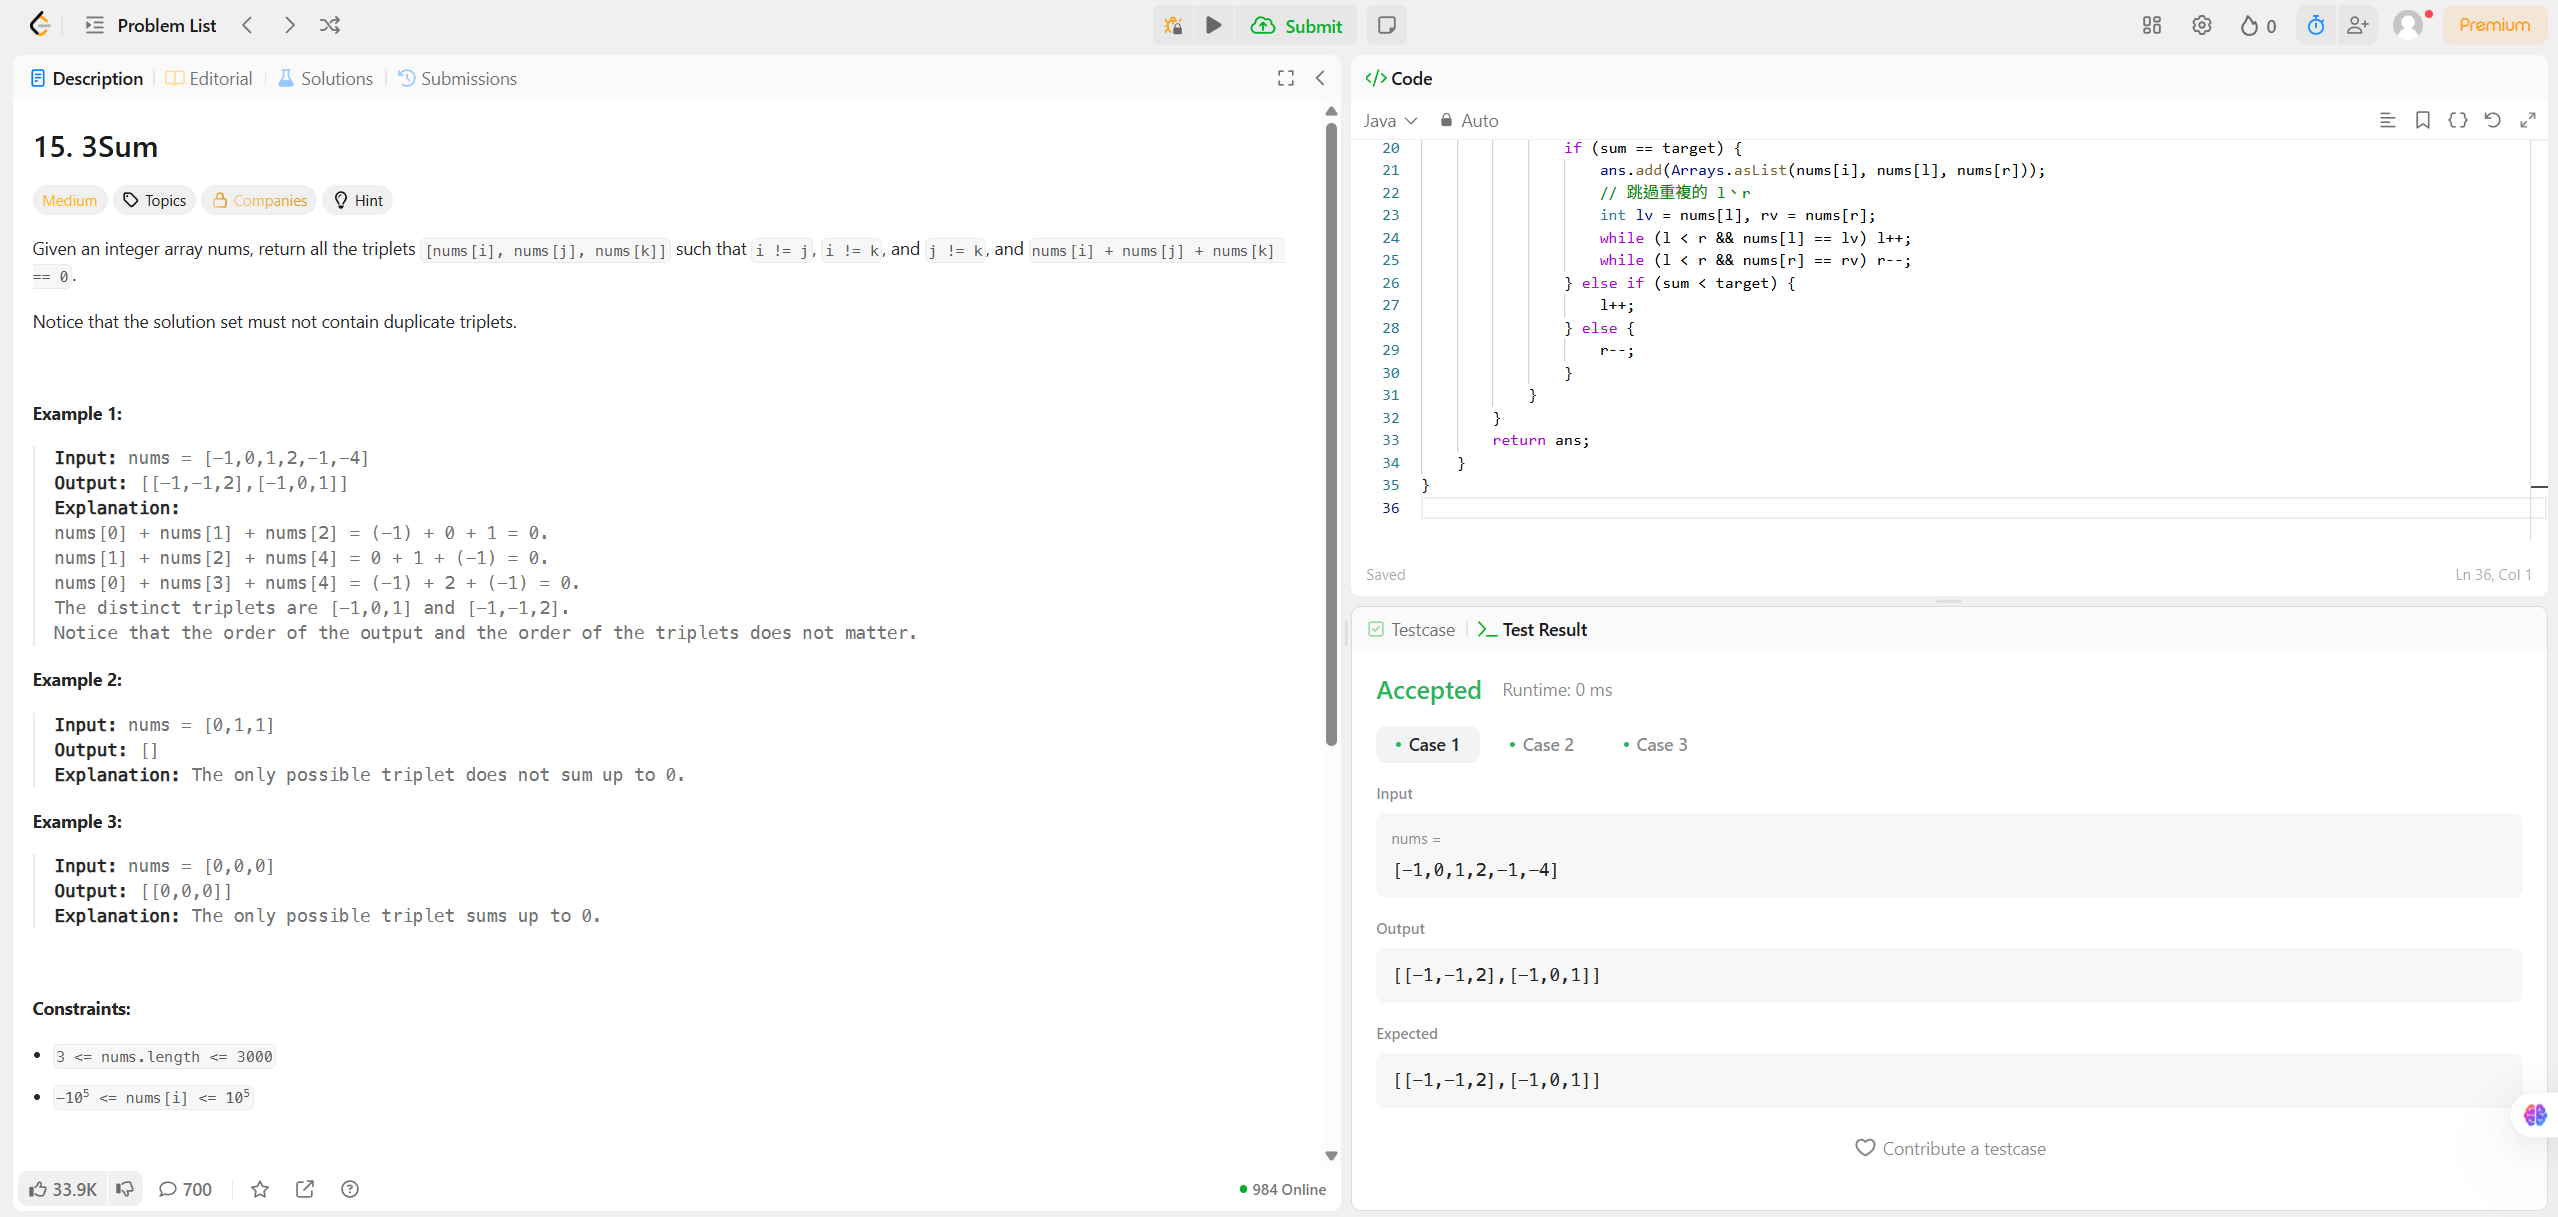 Problem List
Submit
0
Premium
Description
Editorial
Solutions
Submissions
15. 3Sum
Medium
Topics
Companies
Hint
Given an integer array nums, return all the triplets [nums[i], nums[j], nums[k]] such that i != j, i != k, and j != k, and nums[i] + nums[j] + nums[k]
== 0.
Notice that the solution set must not contain duplicate triplets.
Example 1:
Input: nums = [-1,0,1,2,-1,-4]
Output: [[-1,-1,2],[-1,0,1]]
Explanation:
nums[0] + nums[1] + nums[2] = (-1) + 0 + 1 = 0.
nums[1] + nums[2] + nums[4] = 0 + 1 + (-1) = 0.
nums[0] + nums[3] + nums[4] = (-1) + 2 + (-1) = 0.
The distinct triplets are [-1,0,1] and [-1,-1,2].
Notice that the order of the output and the order of the triplets does not matter.
Example 2:
Input: nums = [0,1,1]
Output: []
Explanation: The only possible triplet does not sum up to 0.
Example 3:
Input: nums = [0,0,0]
Output: [[0,0,0]]
Explanation: The only possible triplet sums up to 0.
Constraints:
• 3 <= nums.length <= 3000
• -10⁵ <= nums[i] <= 10⁵
33.9K
700
984 Online
</> Code
Java
Auto
20 if (sum == target) {
21 ans.add(Arrays.asList(nums[i], nums[l], nums[r]));
22 // 跳過重複的 l、r
23 int lv = nums[l], rv = nums[r];
24 while (l < r && nums[l] == lv) l++;
25 while (l < r && nums[r] == rv) r--;
26 } else if (sum < target) {
27 l++;
28 } else {
29 r--;
30 }
31 }
32 }
33 return ans;
34 }
35 }
36
Saved
Ln 36, Col 1
Testcase
Test Result
Accepted
Runtime: 0 ms
Case 1
Case 2
Case 3
Input
nums =
[-1,0,1,2,-1,-4]
Output
[[-1,-1,2],[-1,0,1]]
Expected
[[-1,-1,2],[-1,0,1]]
Contribute a testcase